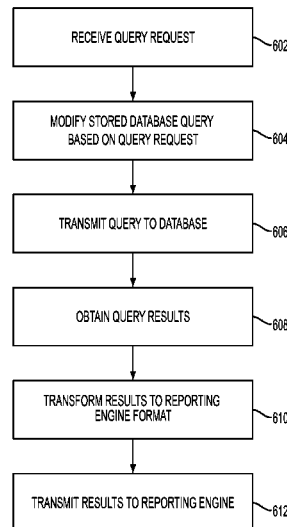 RECEIVE QUERY REQUEST
602
MODIFY STORED DATABASE QUERY
BASED ON QUERY REQUEST
604
TRANSMIT QUERY TO DATABASE
606
OBTAIN QUERY RESULTS
608
TRANSFORM RESULTS TO REPORTING
ENGINE FORMAT
610
TRANSMIT RESULTS TO REPORTING ENGINE
612